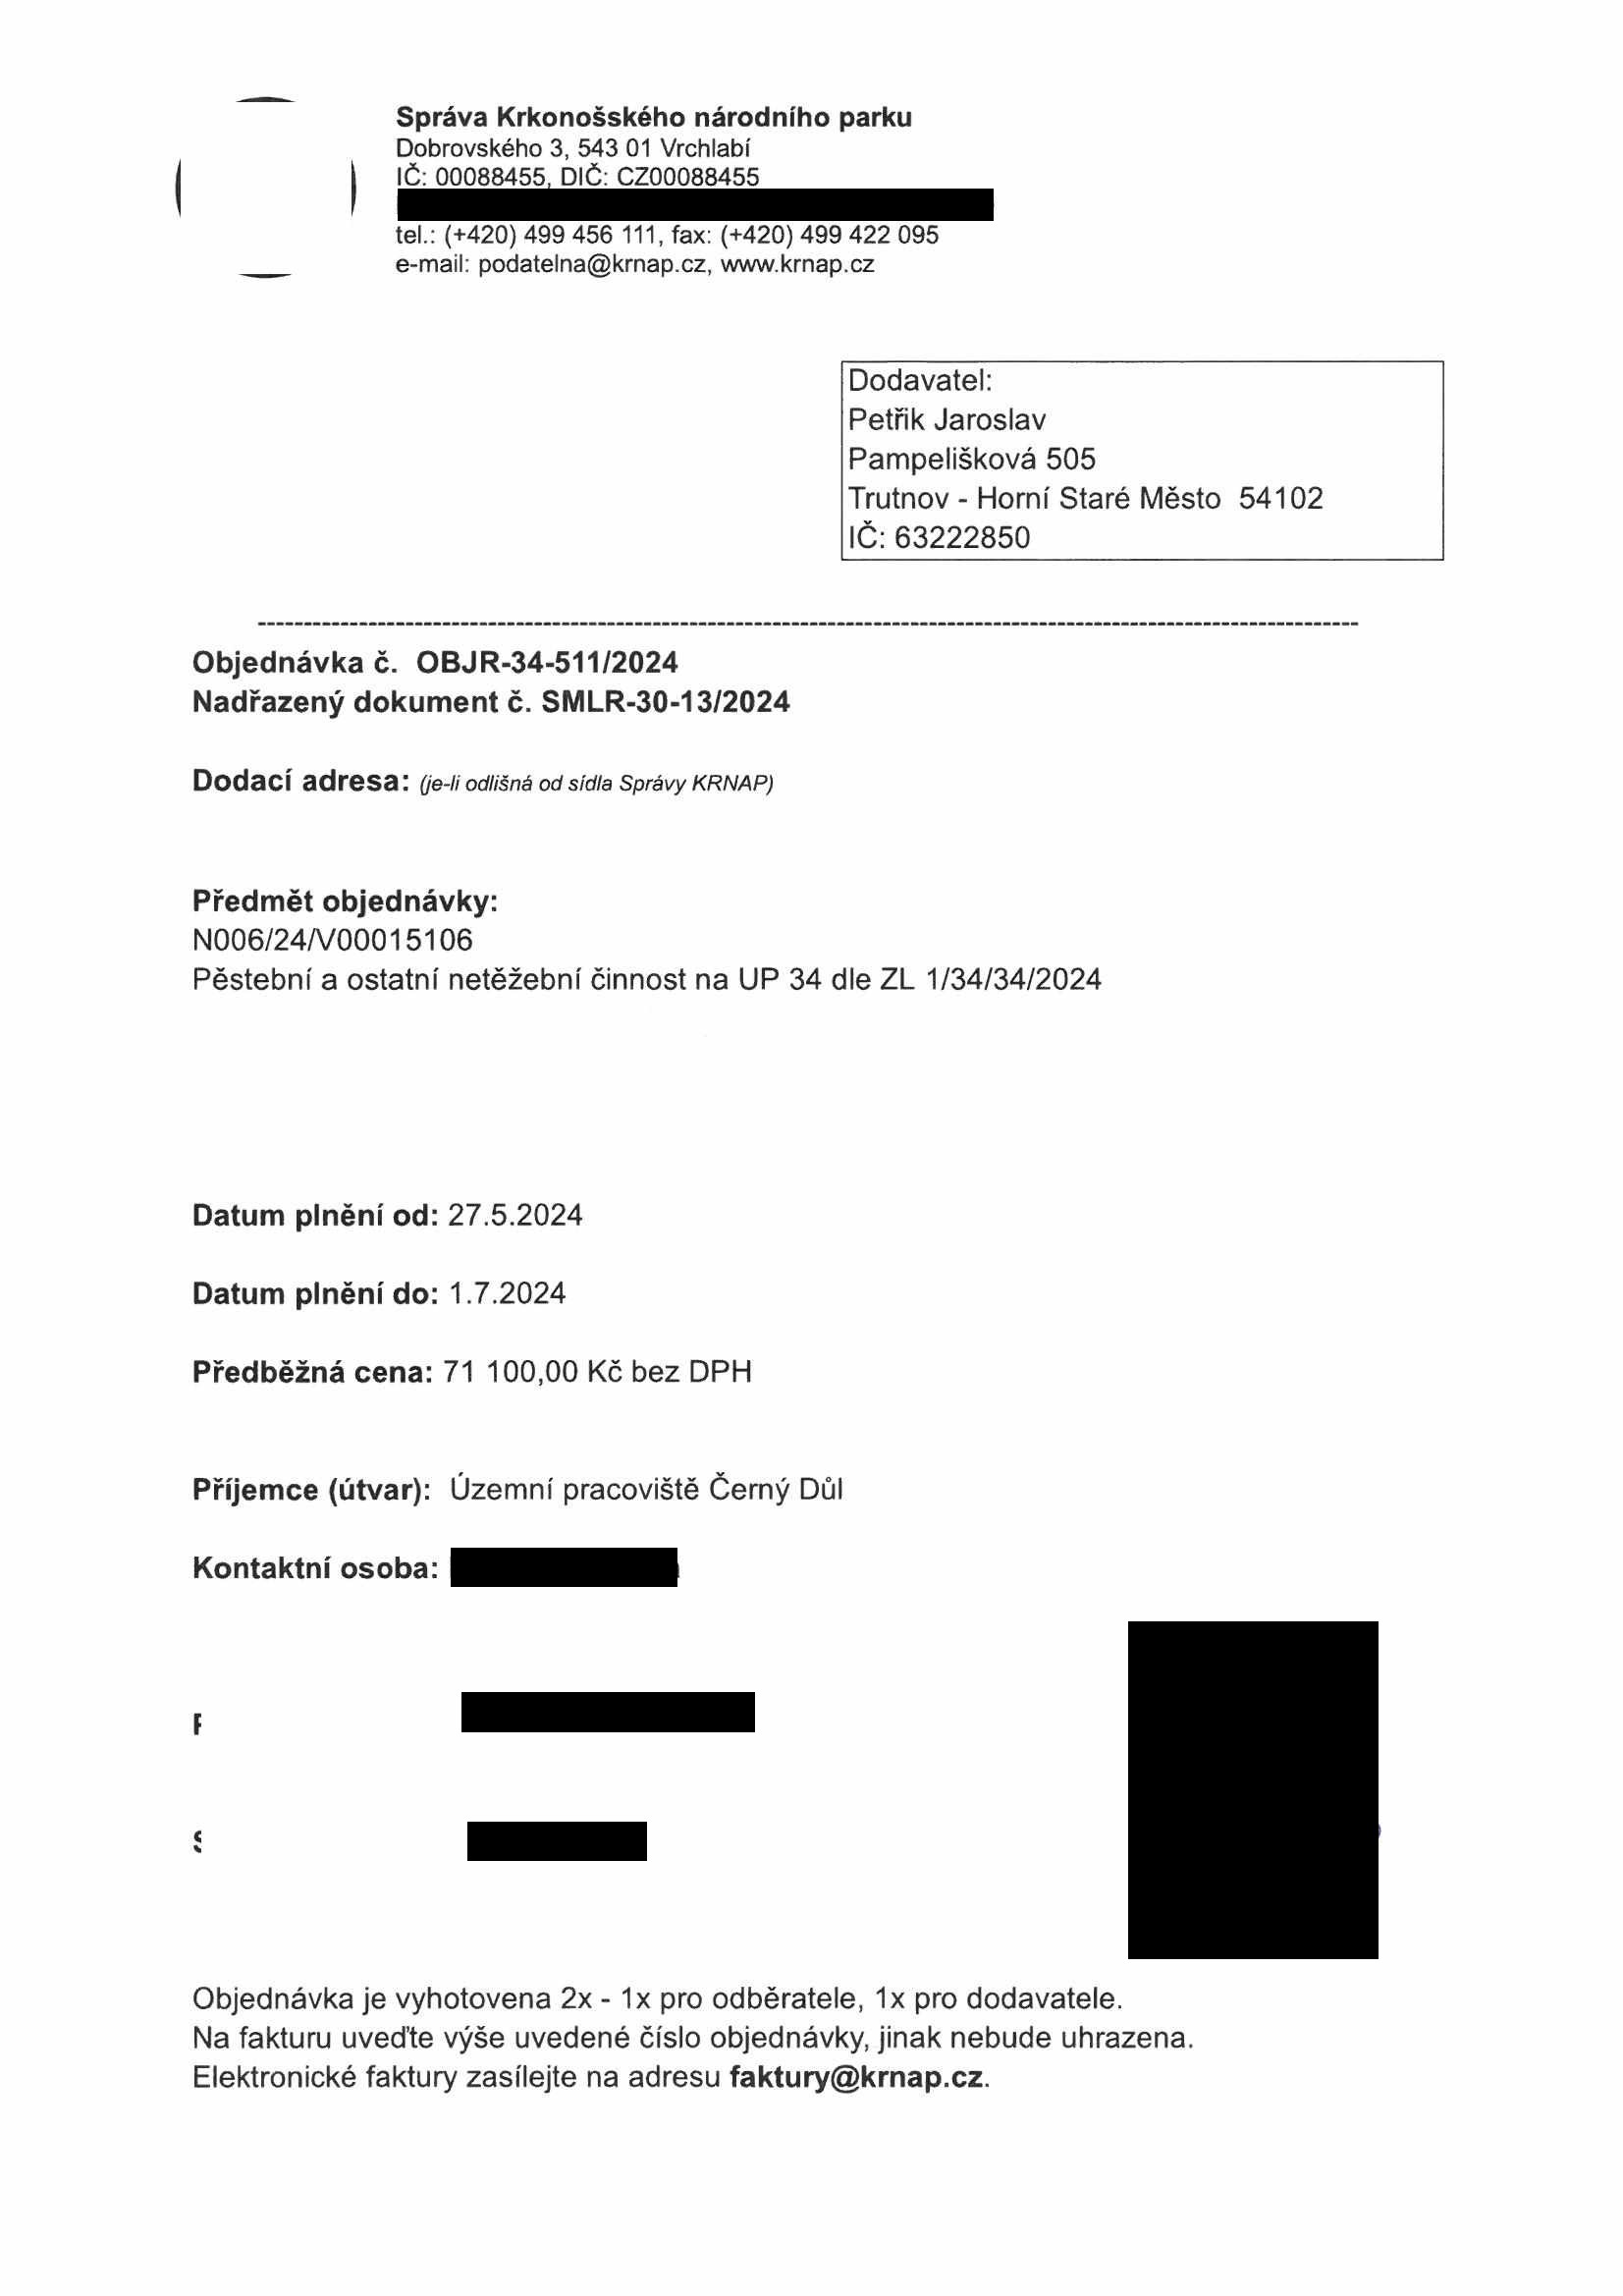 Správa Krkonošského národního parku
Dobrovského 3, 543 01 Vrchlabí
IČ: 00088455, DIČ: CZ00088455
tel.: (+420) 499 456 111, fax: (+420) 499 422 095
e-mail: podatelna@krnap.cz, www.krnap.cz
Dodavatel:
Petřik Jaroslav
Pampelišková 505
Trutnov - Horní Staré Město 54102
IČ: 63222850
Objednávka č. OBJR-34-511/2024
Nadřazený dokument č. SMLR-30-13/2024
Dodací adresa: (je-li odlišná od sídla Správy KRNAP)
Předmět objednávky:
N006/24/V00015106
Pěstební a ostatní netěžební činnost na UP 34 dle ZL 1/34/34/2024
Datum plnění od: 27.5.2024
Datum plnění do: 1.7.2024
Předběžná cena: 71 100,00 Kč bez DPH
Příjemce (útvar): Územní pracoviště Černý Důl
Kontaktní osoba:
Objednávka je vyhotovena 2x - 1x pro odběratele, 1x pro dodavatele.
Na fakturu uveďte výše uvedené číslo objednávky, jinak nebude uhrazena.
Elektronické faktury zasílejte na adresu faktury@krnap.cz.